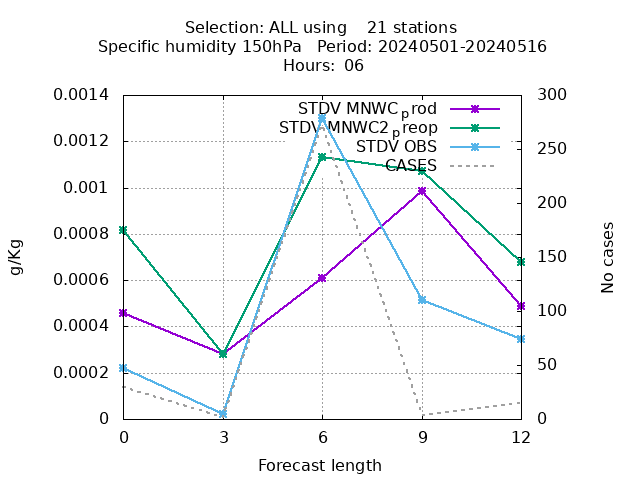 Selection: ALL using    21 stations
Specific humidity 150hPa   Period: 20240501-20240516
Hours:  06
0.0014
0.0012
0.001
0.0008
0.0006
0.0004
0.0002
0
g/Kg
STDV MNWC_prod
STDV MNWC2_preop
STDV OBS
CASES
300
250
200
150
100
50
0
No cases
0 3 6 9 12
Forecast length